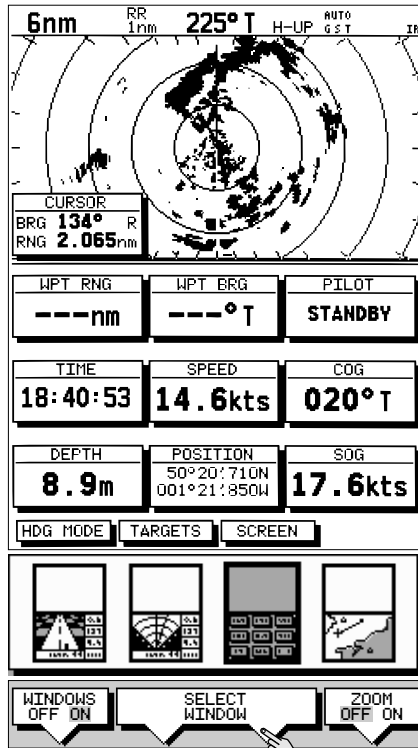 6nm RR 1nm 225° T H-UP AUTO GST
CURSOR
BRG 134° R
RNG 2.065nm
WPT RNG WPT BRG PILOT
---nm ---° T STANDBY
TIME SPEED COG
18:40:53 14.6kts 020° T
DEPTH POSITION SOG
8.9m 50°20'.710N 001°21'.850W 17.6kts
HDG MODE TARGETS SCREEN
WINDOWS SELECT ZOOM
OFF ON WINDOW OFF ON